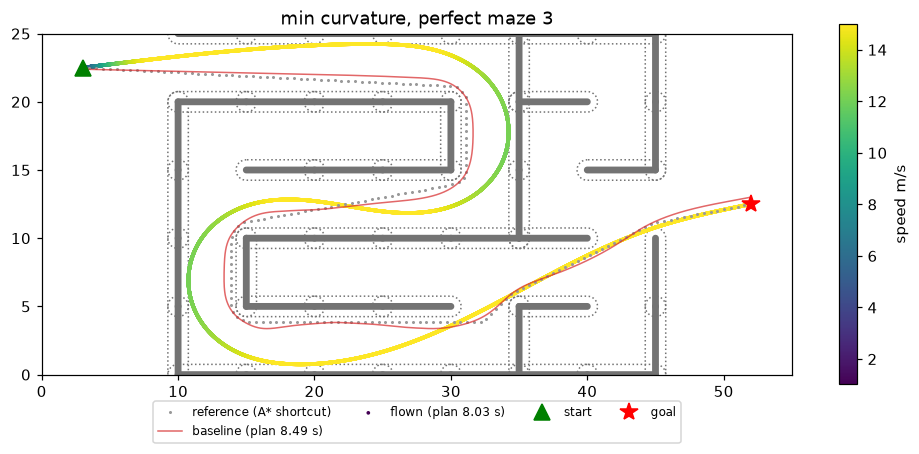 min curvature, perfect maze 3
25
20
15
10
5
0
0 10 20 30 40 50
14
12
10
8
6
4
2
speed m/s
reference (A* shortcut) flown (plan 8.03 s) start goal
baseline (plan 8.49 s)